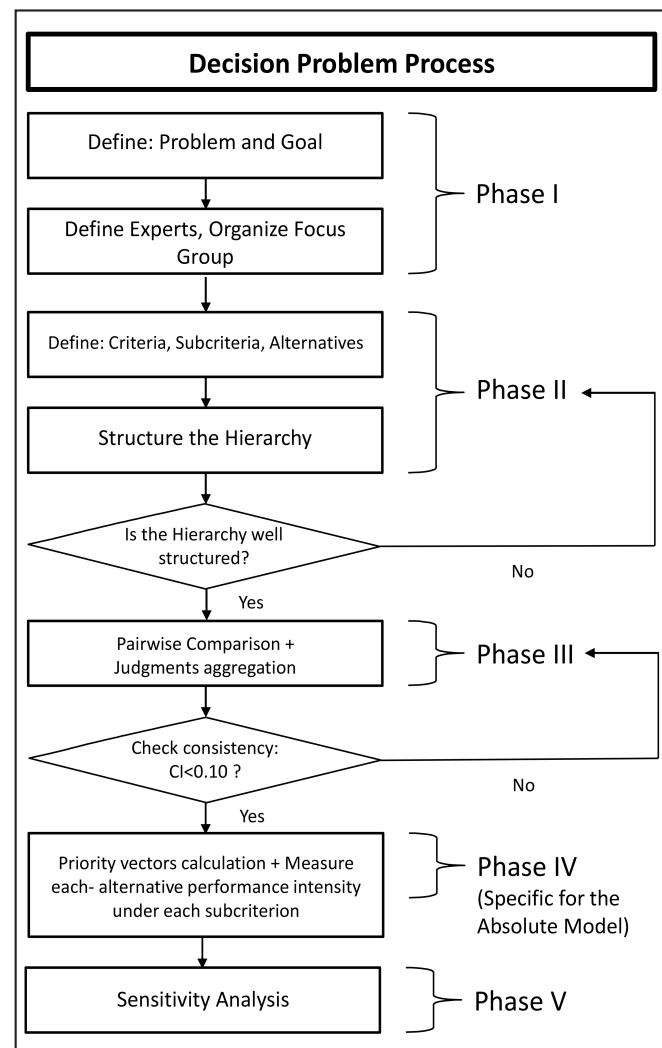 Decision Problem Process
Define: Problem and Goal
Phase I
Define Experts, Organize Focus
Group
Define: Criteria, Subcriteria, Alternatives
Phase II
Structure the Hierarchy
Is the Hierarchy well
structured?
No
Yes
Pairwise Comparison +
Judgments aggregation
Phase III
Check consistency:
CI<0.10 ?
No
Yes
Priority vectors calculation + Measure
each- alternative performance intensity
under each subcriterion
Phase IV
(Specific for the
Absolute Model)
Sensitivity Analysis
Phase V